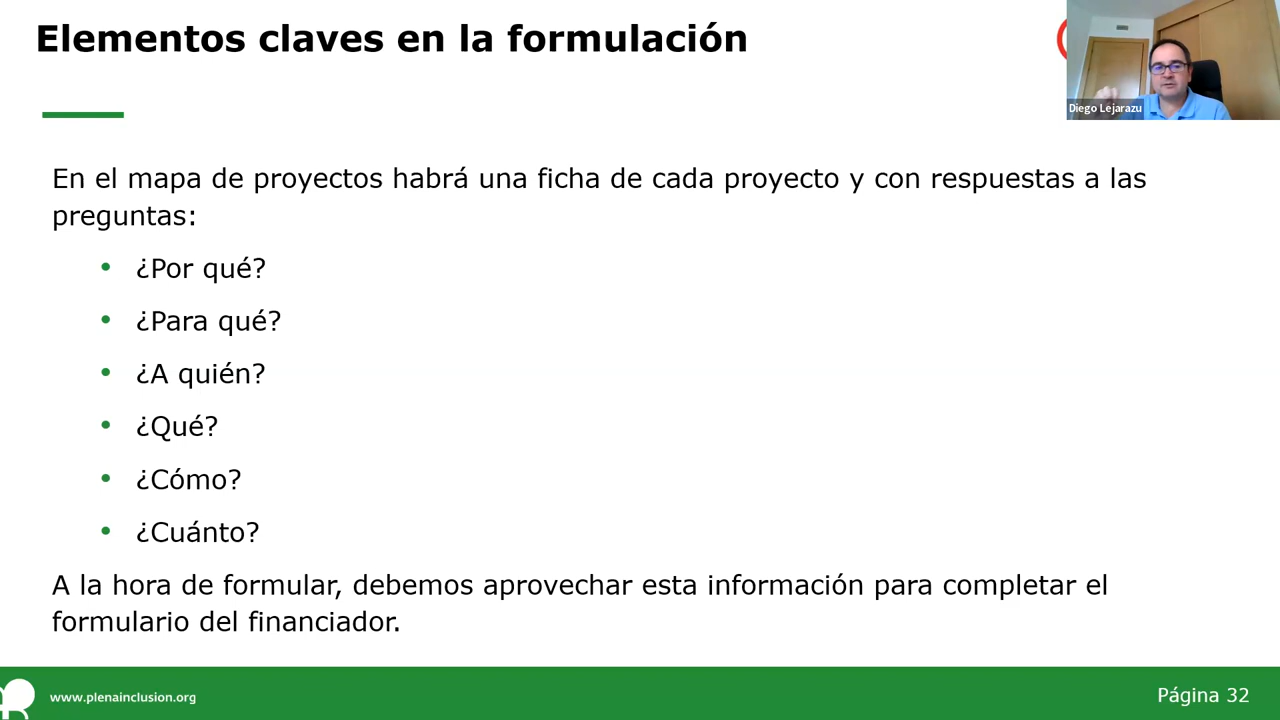 Elementos claves en la formulación
Diego Lejarazu
En el mapa de proyectos habrá una ficha de cada proyecto y con respuestas a las
preguntas:
• ¿Por qué?
• ¿Para qué?
• ¿A quién?
• ¿Qué?
• ¿Cómo?
• ¿Cuánto?
A la hora de formular, debemos aprovechar esta información para completar el
formulario del financiador.
www.plenainclusion.org
Página 32